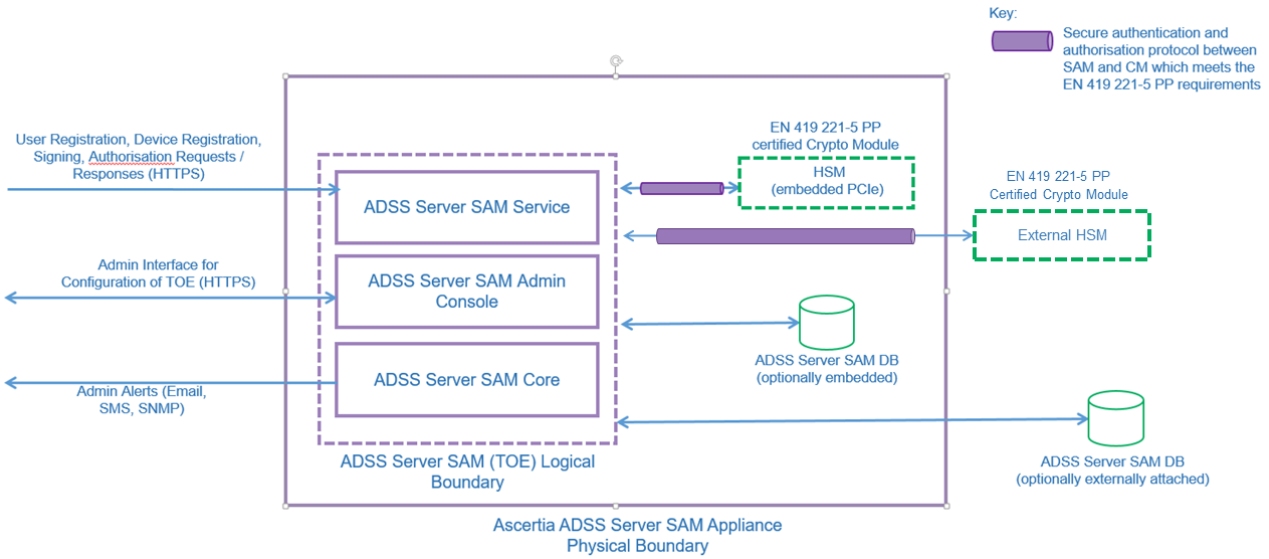 Key:
Secure authentication and
authorisation protocol between
SAM and CM which meets the
EN 419 221-5 PP requirements
User Registration, Device Registration,
Signing, Authorisation Requests /
Responses (HTTPS)
EN 419 221-5 PP
certified Crypto Module
HSM
(embedded PCIe)
EN 419 221-5 PP
Certified Crypto Module
External HSM
ADSS Server SAM Service
Admin Interface for
Configuration of TOE (HTTPS)
ADSS Server SAM Admin
Console
ADSS Server SAM DB
(optionally embedded)
ADSS Server SAM Core
Admin Alerts (Email,
SMS, SNMP)
ADSS Server SAM (TOE) Logical
Boundary
ADSS Server SAM DB
(optionally externally attached)
Ascertia ADSS Server SAM Appliance
Physical Boundary